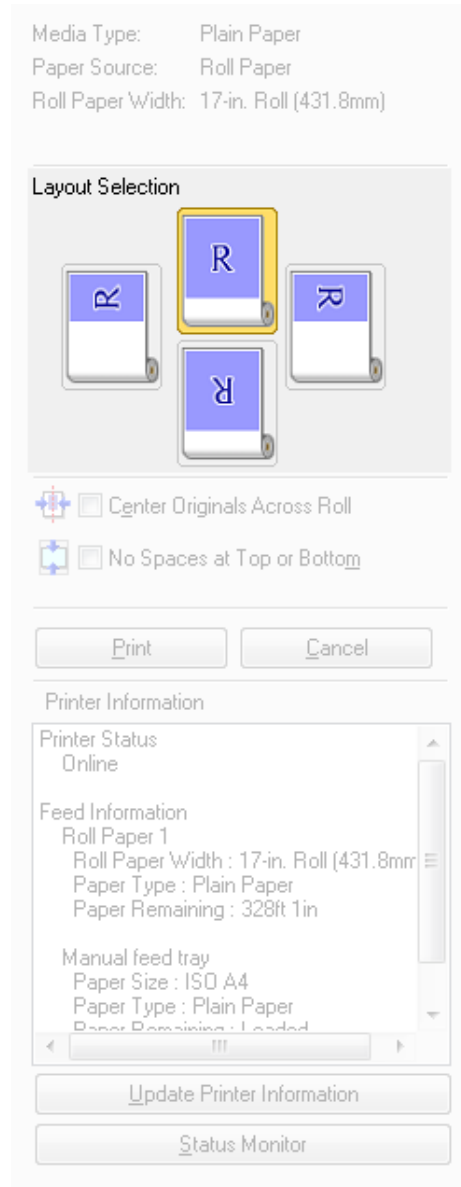 Media Type: Plain Paper
Paper Source: Roll Paper
Roll Paper Width: 17-in. Roll (431.8mm)
Layout Selection
R
R R
R
Center Originals Across Roll
No Spaces at Top or Bottom
Print Cancel
Printer Information
Printer Status
Online
Feed Information
Roll Paper 1
Roll Paper Width : 17-in. Roll (431.8mm
Paper Type : Plain Paper
Paper Remaining : 328ft 1in
Manual feed tray
Paper Size : ISO A4
Paper Type : Plain Paper
Paper Remaining : Loaded
Update Printer Information
Status Monitor